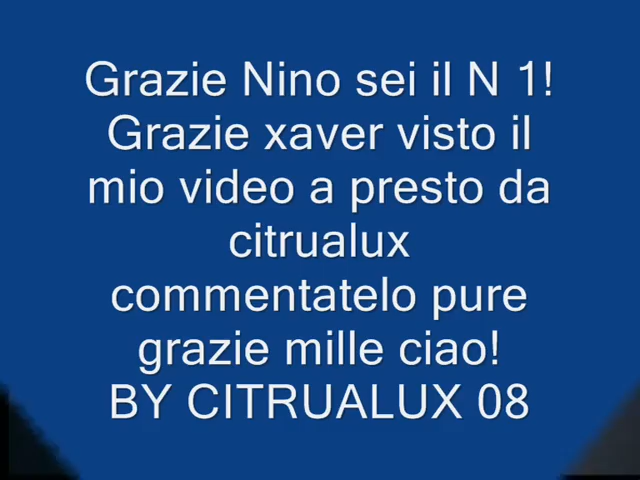 Grazie Nino sei il N 1!
Grazie xaver visto il
mio video a presto da
citrualux
commentatelo pure
grazie mille ciao!
BY CITRUALUX 08